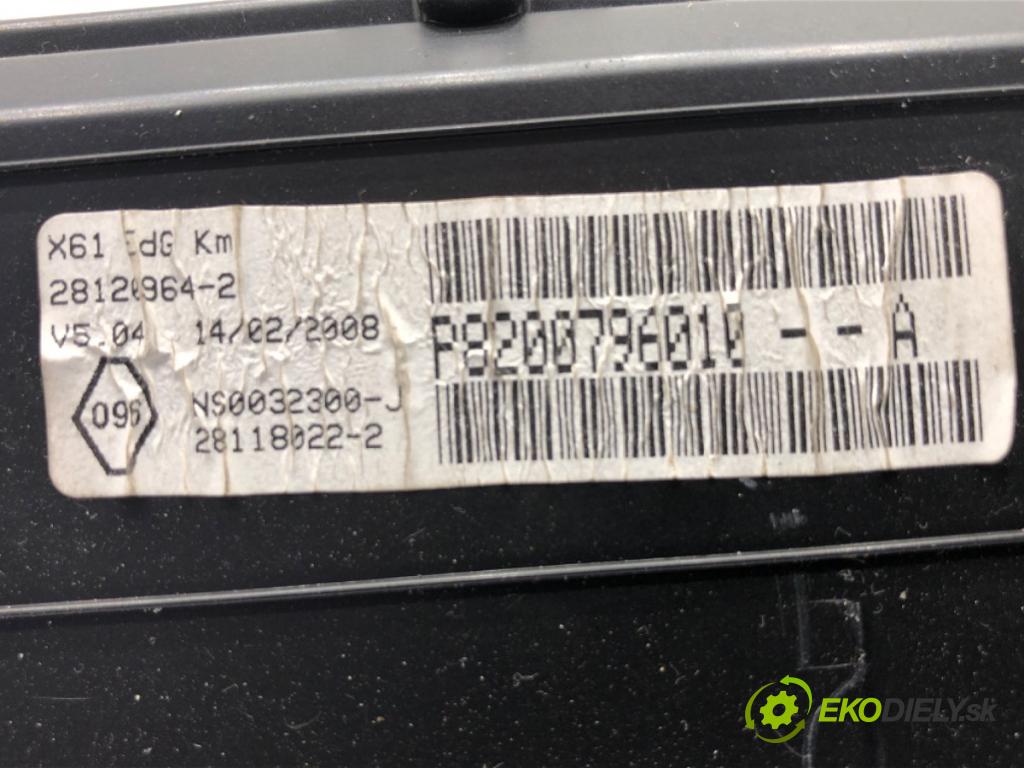 X61 EdG Km
28120964-2
V5.04 14/02/2008
096
NS0032300-J
28118022-2
P8200796010 - - A
EKODIELY.sk